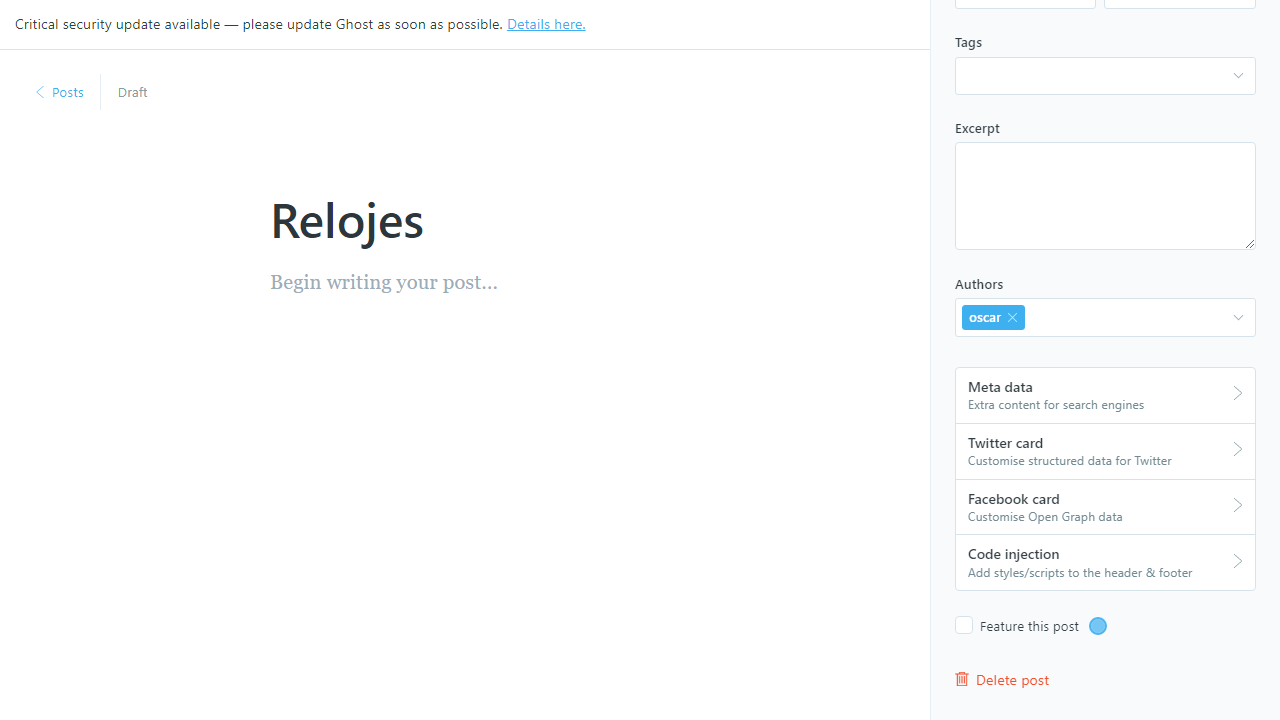 Critical security update available — please update Ghost as soon as possible. Details here.
Posts
Draft
Relojes
Begin writing your post...
Tags
Excerpt
Authors
oscar
Meta data
Extra content for search engines
Twitter card
Customise structured data for Twitter
Facebook card
Customise Open Graph data
Code injection
Add styles/scripts to the header & footer
Feature this post
Delete post